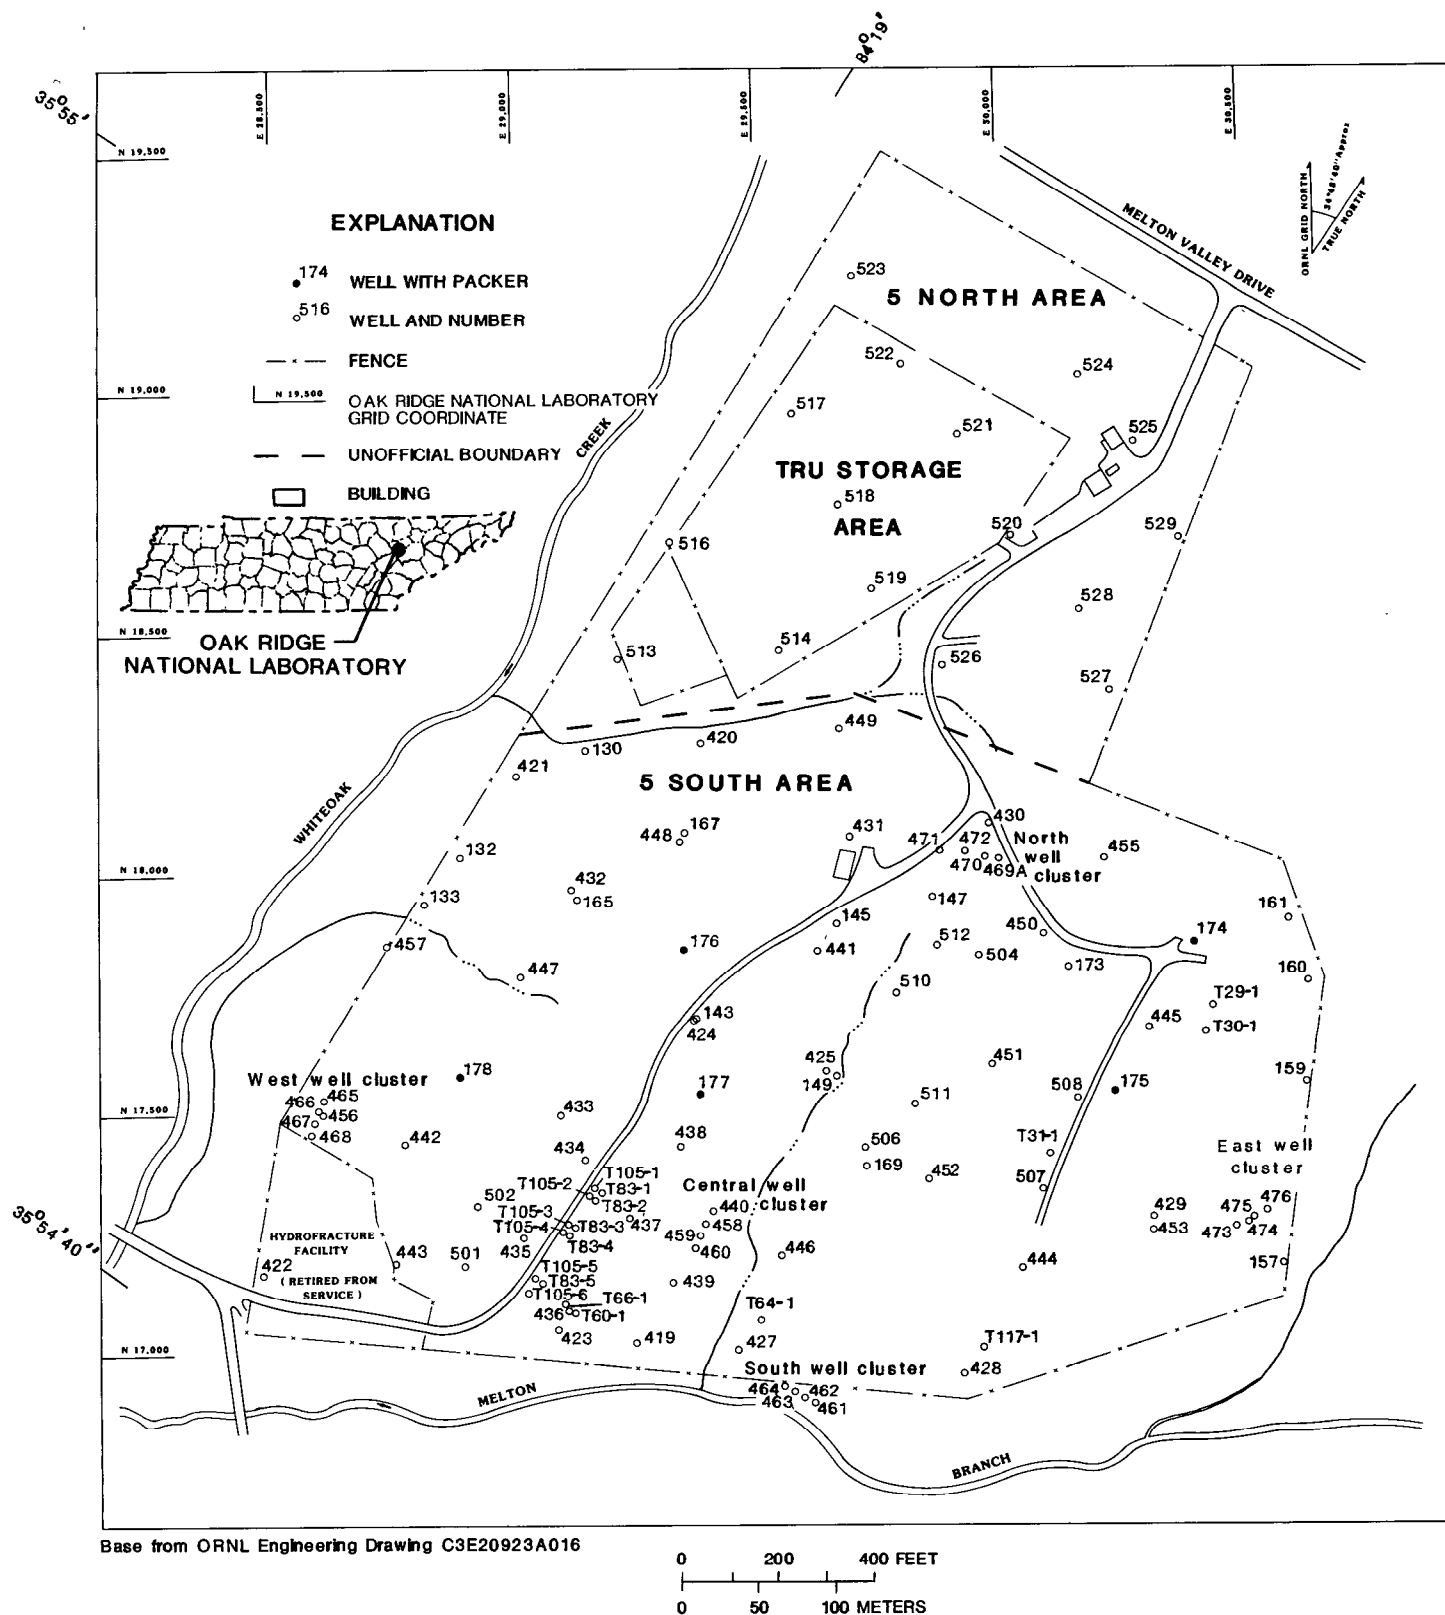 84°19'
35°55'
E 28,500
E 29,000
E 29,500
E 30,000
E 30,500
N 19,500
34°48'40"Approx
ORNL GRID NORTH
TRUE NORTH
MELTON VALLEY DRIVE
EXPLANATION
174 WELL WITH PACKER
516 WELL AND NUMBER
FENCE
N 19,500 OAK RIDGE NATIONAL LABORATORY
GRID COORDINATE
UNOFFICIAL BOUNDARY
BUILDING
OAK RIDGE
NATIONAL LABORATORY
523
5 NORTH AREA
522
524
N 19,000
517
521
525
CREEK
TRU STORAGE
AREA
518
516
520
529
519
528
N 18,500
513
514
526
527
449
130
420
421
5 SOUTH AREA
WHITEOAK
167
448
431
430
471
472
North
well
cluster
470
469A
455
132
N 18,000
432
165
133
147
161
145
457
176
441
512
450
174
504
173
447
510
160
T29-1
143
424
445
T30-1
West well cluster
178
425
149
451
159
177
508
175
511
466
465
456
467
468
N 17,500
433
442
434
438
506
169
T31-1
East well
cluster
452
507
T105-1
T105-2
T83-1
T83-2
Central well
cluster
502
T105-3
T105-4
T83-3
T83-4
437
440
458
459
460
429
453
475
476
473
474
435
446
157
35°54'40"
HYDROFRACTURE
FACILITY
( RETIRED FROM
SERVICE )
422
443
501
T105-5
T83-5
T105-6
439
444
T66-1
436
T60-1
T64-1
423
419
427
T117-1
428
N 17,000
South well cluster
464
462
463
461
MELTON
BRANCH
Base from ORNL Engineering Drawing C3E20923A016
0 200 400 FEET
0 50 100 METERS